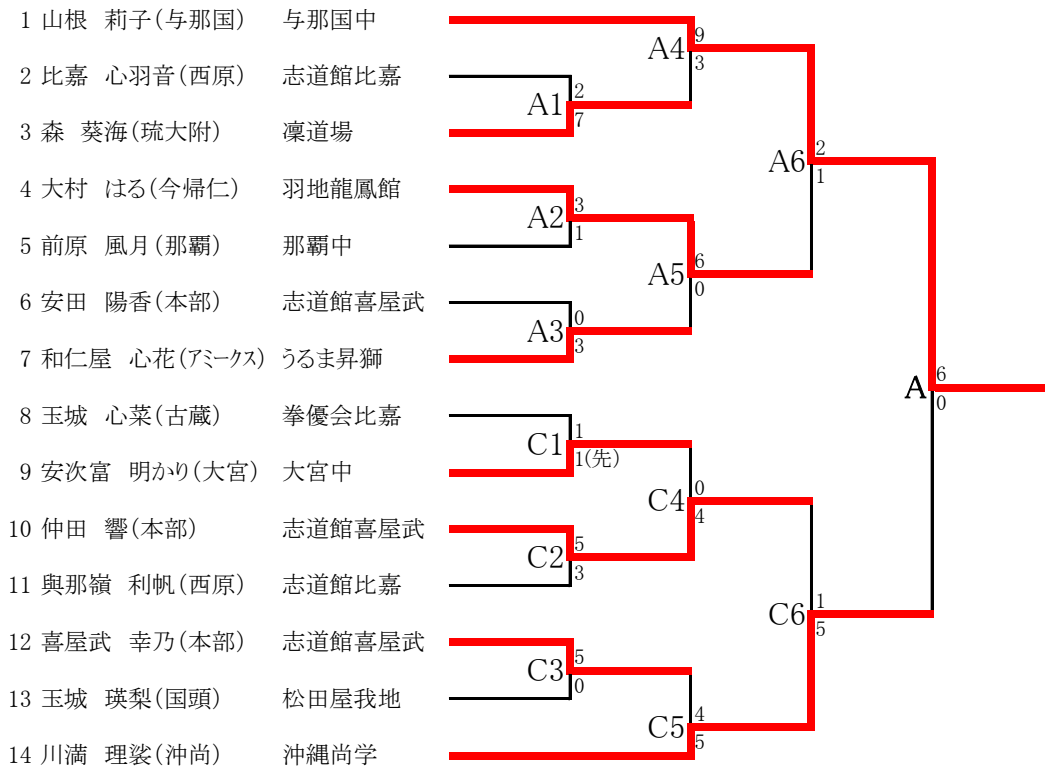 1 山根　莉子(与那国)　与那国中
2 比嘉　心羽音(西原)　志道館比嘉
3 森　葵海(琉大附)　凜道場
4 大村　はる(今帰仁)　羽地龍鳳館
5 前原　風月(那覇)　那覇中
6 安田　陽香(本部)　志道館喜屋武
7 和仁屋　心花(アミークス)　うるま昇獅
8 玉城　心菜(古蔵)　拳優会比嘉
9 安次富　明かり(大宮)　大宮中
10 仲田　響(本部)　志道館喜屋武
11 與那嶺　利帆(西原)　志道館比嘉
12 喜屋武　幸乃(本部)　志道館喜屋武
13 玉城　瑛梨(国頭)　松田屋我地
14 川満　理裟(沖尚)　沖縄尚学
A1 2 7
A2 3 1
A3 0 3
C1 1 1(先)
C2 5 3
C3 5 0
A4 9 3
A5 6 0
C4 0 4
C5 4 5
A6 2 1
C6 1 5
A 6 0